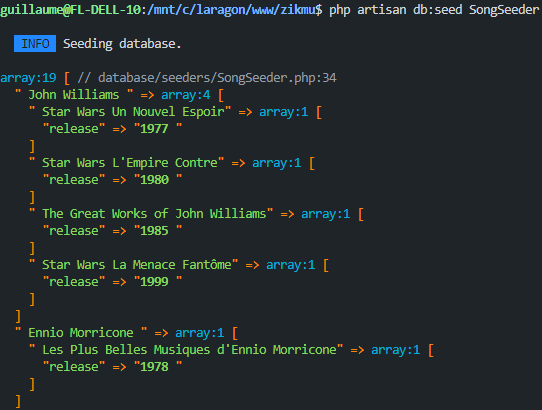 guillaume@FL-DELL-10:/mnt/c/laragon/www/zikmu$ php artisan db:seed SongSeeder
INFO Seeding database.
array:19 [ // database/seeders/SongSeeder.php:34
" John Williams " => array:4 [
" Star Wars Un Nouvel Espoir" => array:1 [
"release" => "1977 "
]
" Star Wars L'Empire Contre" => array:1 [
"release" => "1980 "
]
" The Great Works of John Williams" => array:1 [
"release" => "1985 "
]
" Star Wars La Menace Fantôme" => array:1 [
"release" => "1999 "
]
]
" Ennio Morricone " => array:1 [
" Les Plus Belles Musiques d'Ennio Morricone" => array:1 [
"release" => "1978 "
]
]